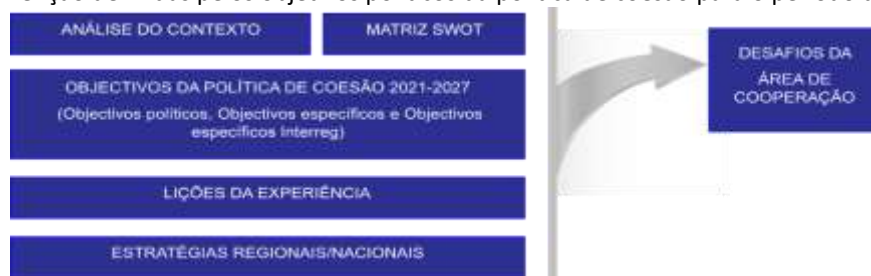 ANÁLISE DO CONTEXTO
MATRIZ SWOT
OBJECTIVOS DA POLÍTICA DE COESÃO 2021-2027
(Objectivos políticos, Objectivos específicos e Objectivos
específicos Interreg)
LIÇÕES DA EXPERIÊNCIA
ESTRATÉGIAS REGIONAIS/NACIONAIS
DESAFIOS DA
ÁREA DE
COOPERAÇÃO